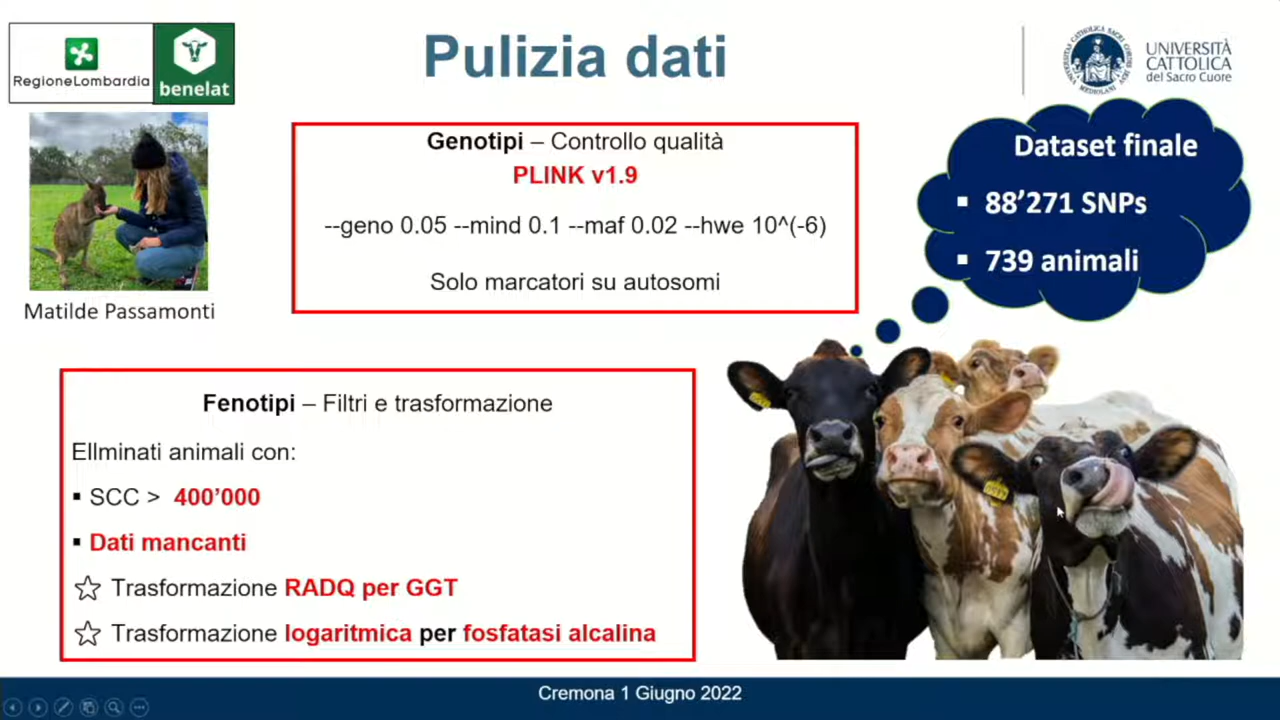 RegioneLombardia
benelat
Pulizia dati
UNIVERSITÀ
CATTOLICA
del Sacro Cuore
Matilde Passamonti
Genotipi – Controllo qualità
PLINK v1.9
--geno 0.05 --mind 0.1 --maf 0.02 --hwe 10^(-6)
Solo marcatori su autosomi
Dataset finale
▪ 88’271 SNPs
▪ 739 animali
Fenotipi – Filtri e trasformazione
ElIminati animali con:
▪ SCC > 400’000
▪ Dati mancanti
☆ Trasformazione RADQ per GGT
☆ Trasformazione logaritmica per fosfatasi alcalina
Cremona 1 Giugno 2022